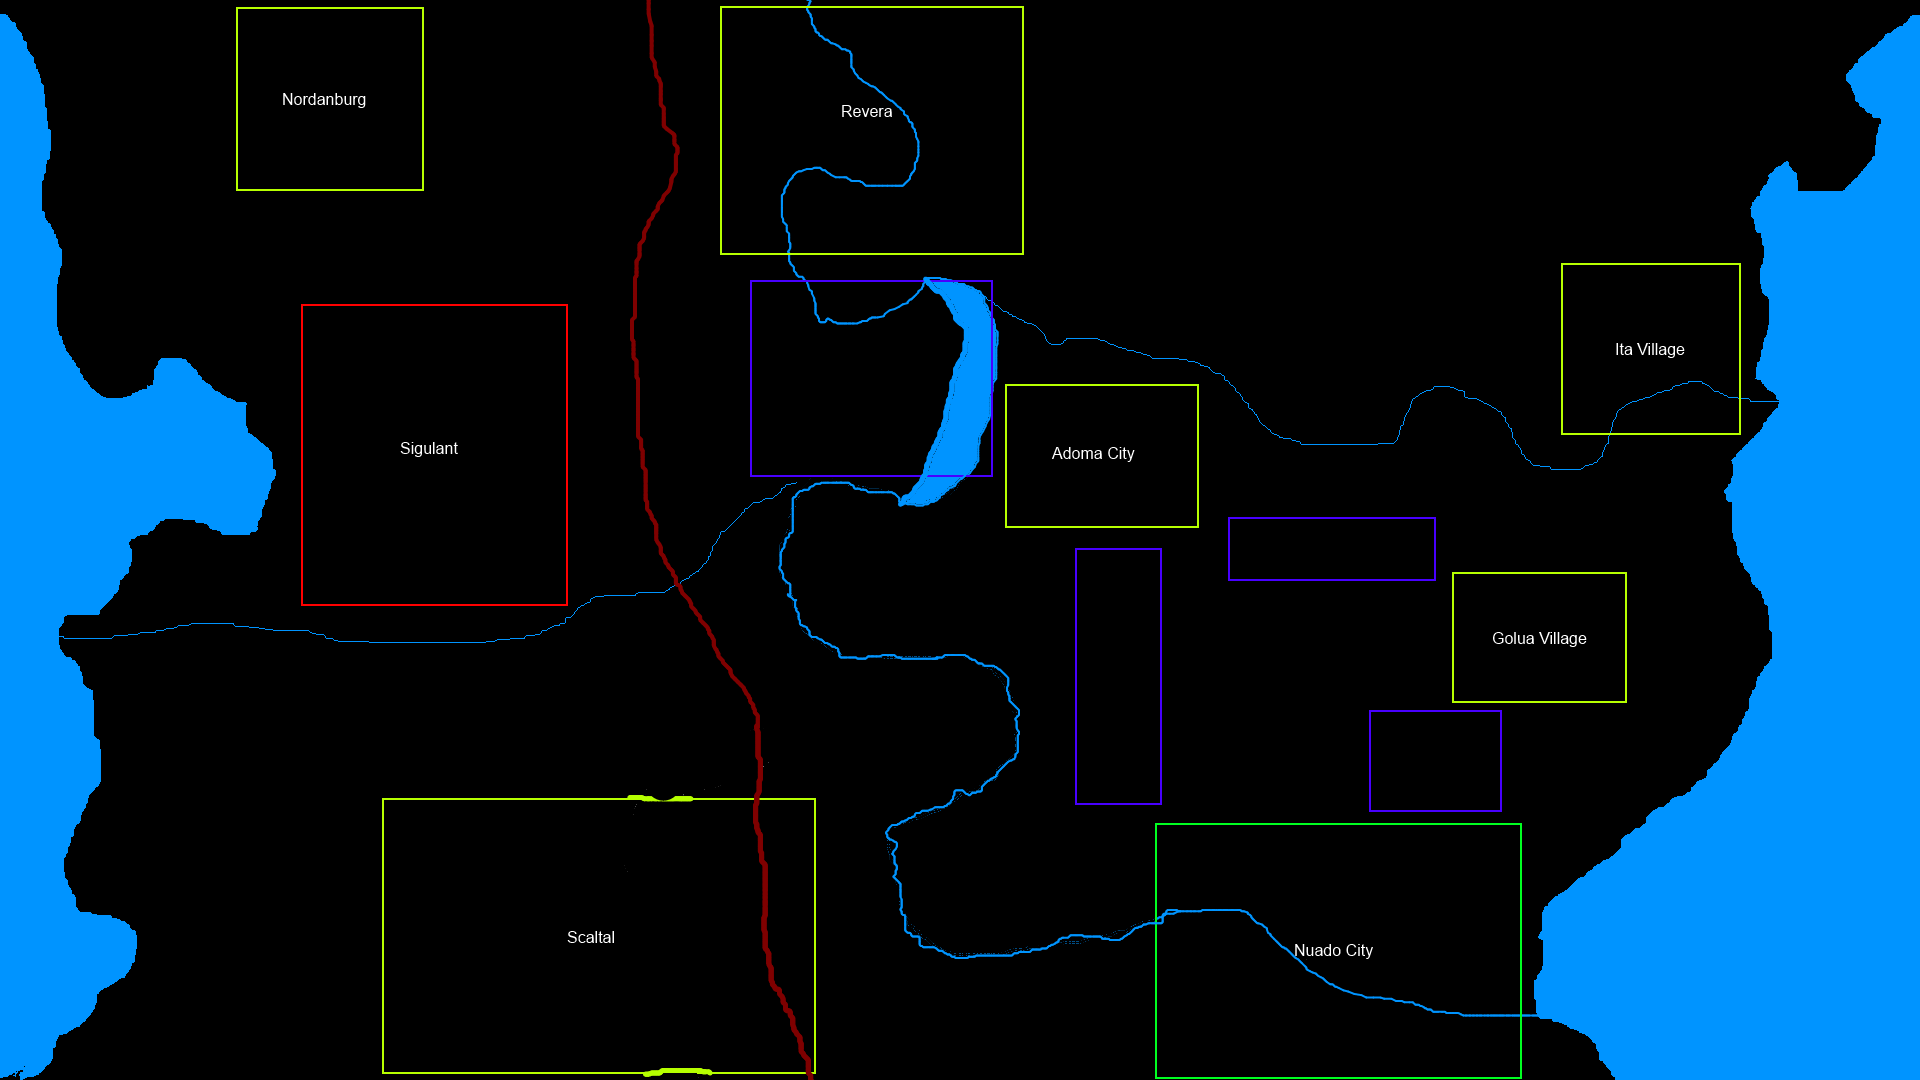 Nordanburg
Revera
Ita Village
Sigulant
Adoma City
Golua Village
Scaltal
Nuado City